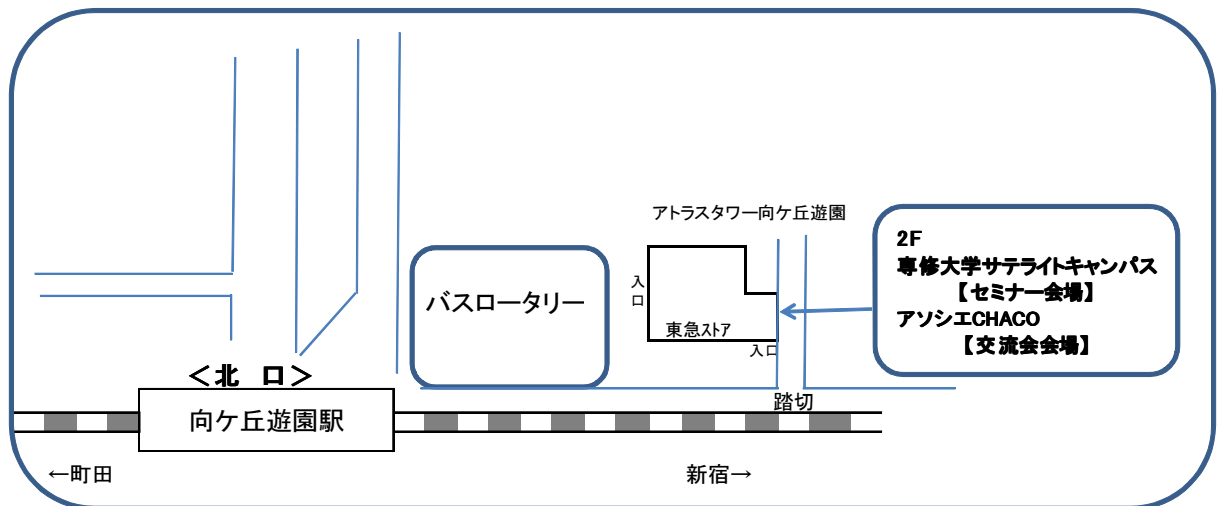 アトラスタワー向ケ丘遊園
2F
専修大学サテライトキャンパス
【セミナー会場】
アソシエCHACO
【交流会会場】
バスロータリー
入口
東急ストア
入口
＜北　口＞
向ケ丘遊園駅
踏切
←町田
新宿→